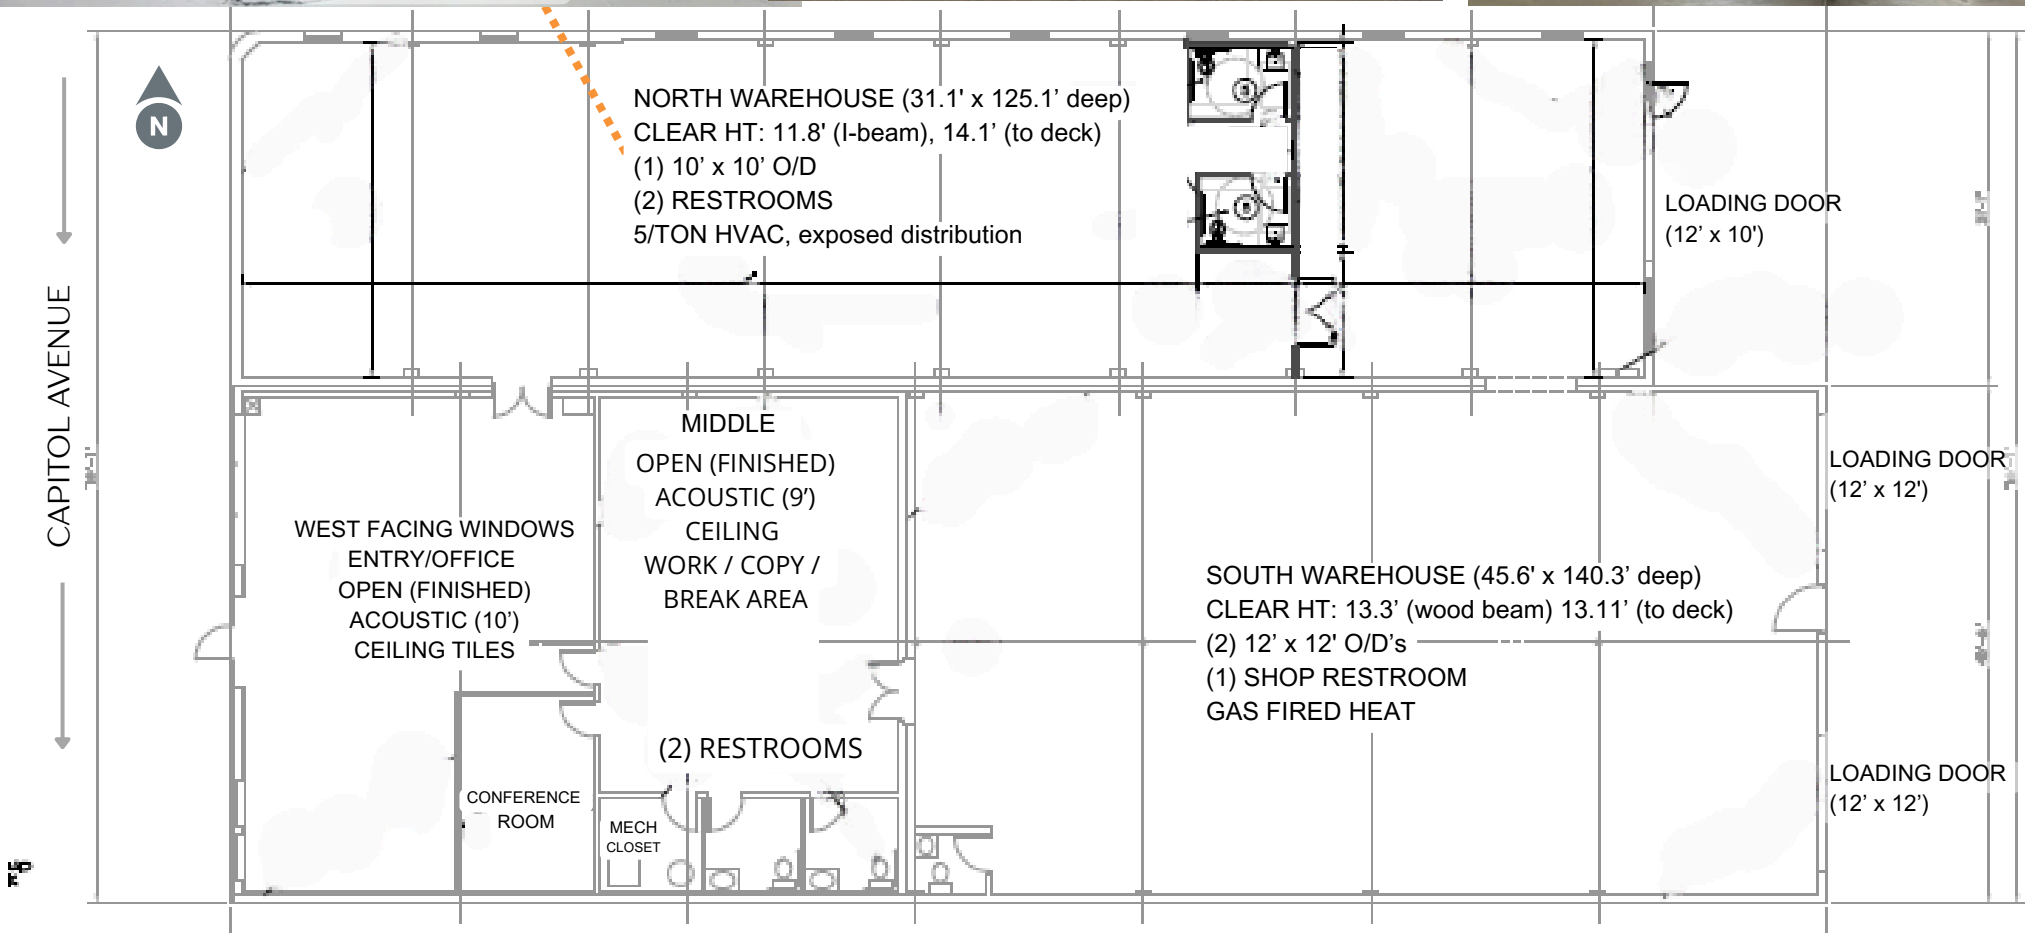 N
CAPITOL AVENUE
NORTH WAREHOUSE (31.1' x 125.1’ deep)
CLEAR HT: 11.8' (I-beam), 14.1’ (to deck)
(1) 10’ x 10’ O/D
(2) RESTROOMS
5/TON HVAC, exposed distribution
LOADING DOOR
(12’ x 10')
MIDDLE
OPEN (FINISHED)
ACOUSTIC (9’)
CEILING
WORK / COPY /
BREAK AREA
(2) RESTROOMS
WEST FACING WINDOWS
ENTRY/OFFICE
OPEN (FINISHED)
ACOUSTIC (10’)
CEILING TILES
CONFERENCE
ROOM
MECH
CLOSET
SOUTH WAREHOUSE (45.6' x 140.3’ deep)
CLEAR HT: 13.3’ (wood beam) 13.11’ (to deck)
(2) 12’ x 12' O/D’s
(1) SHOP RESTROOM
GAS FIRED HEAT
LOADING DOOR
(12’ x 12')
LOADING DOOR
(12’ x 12’)